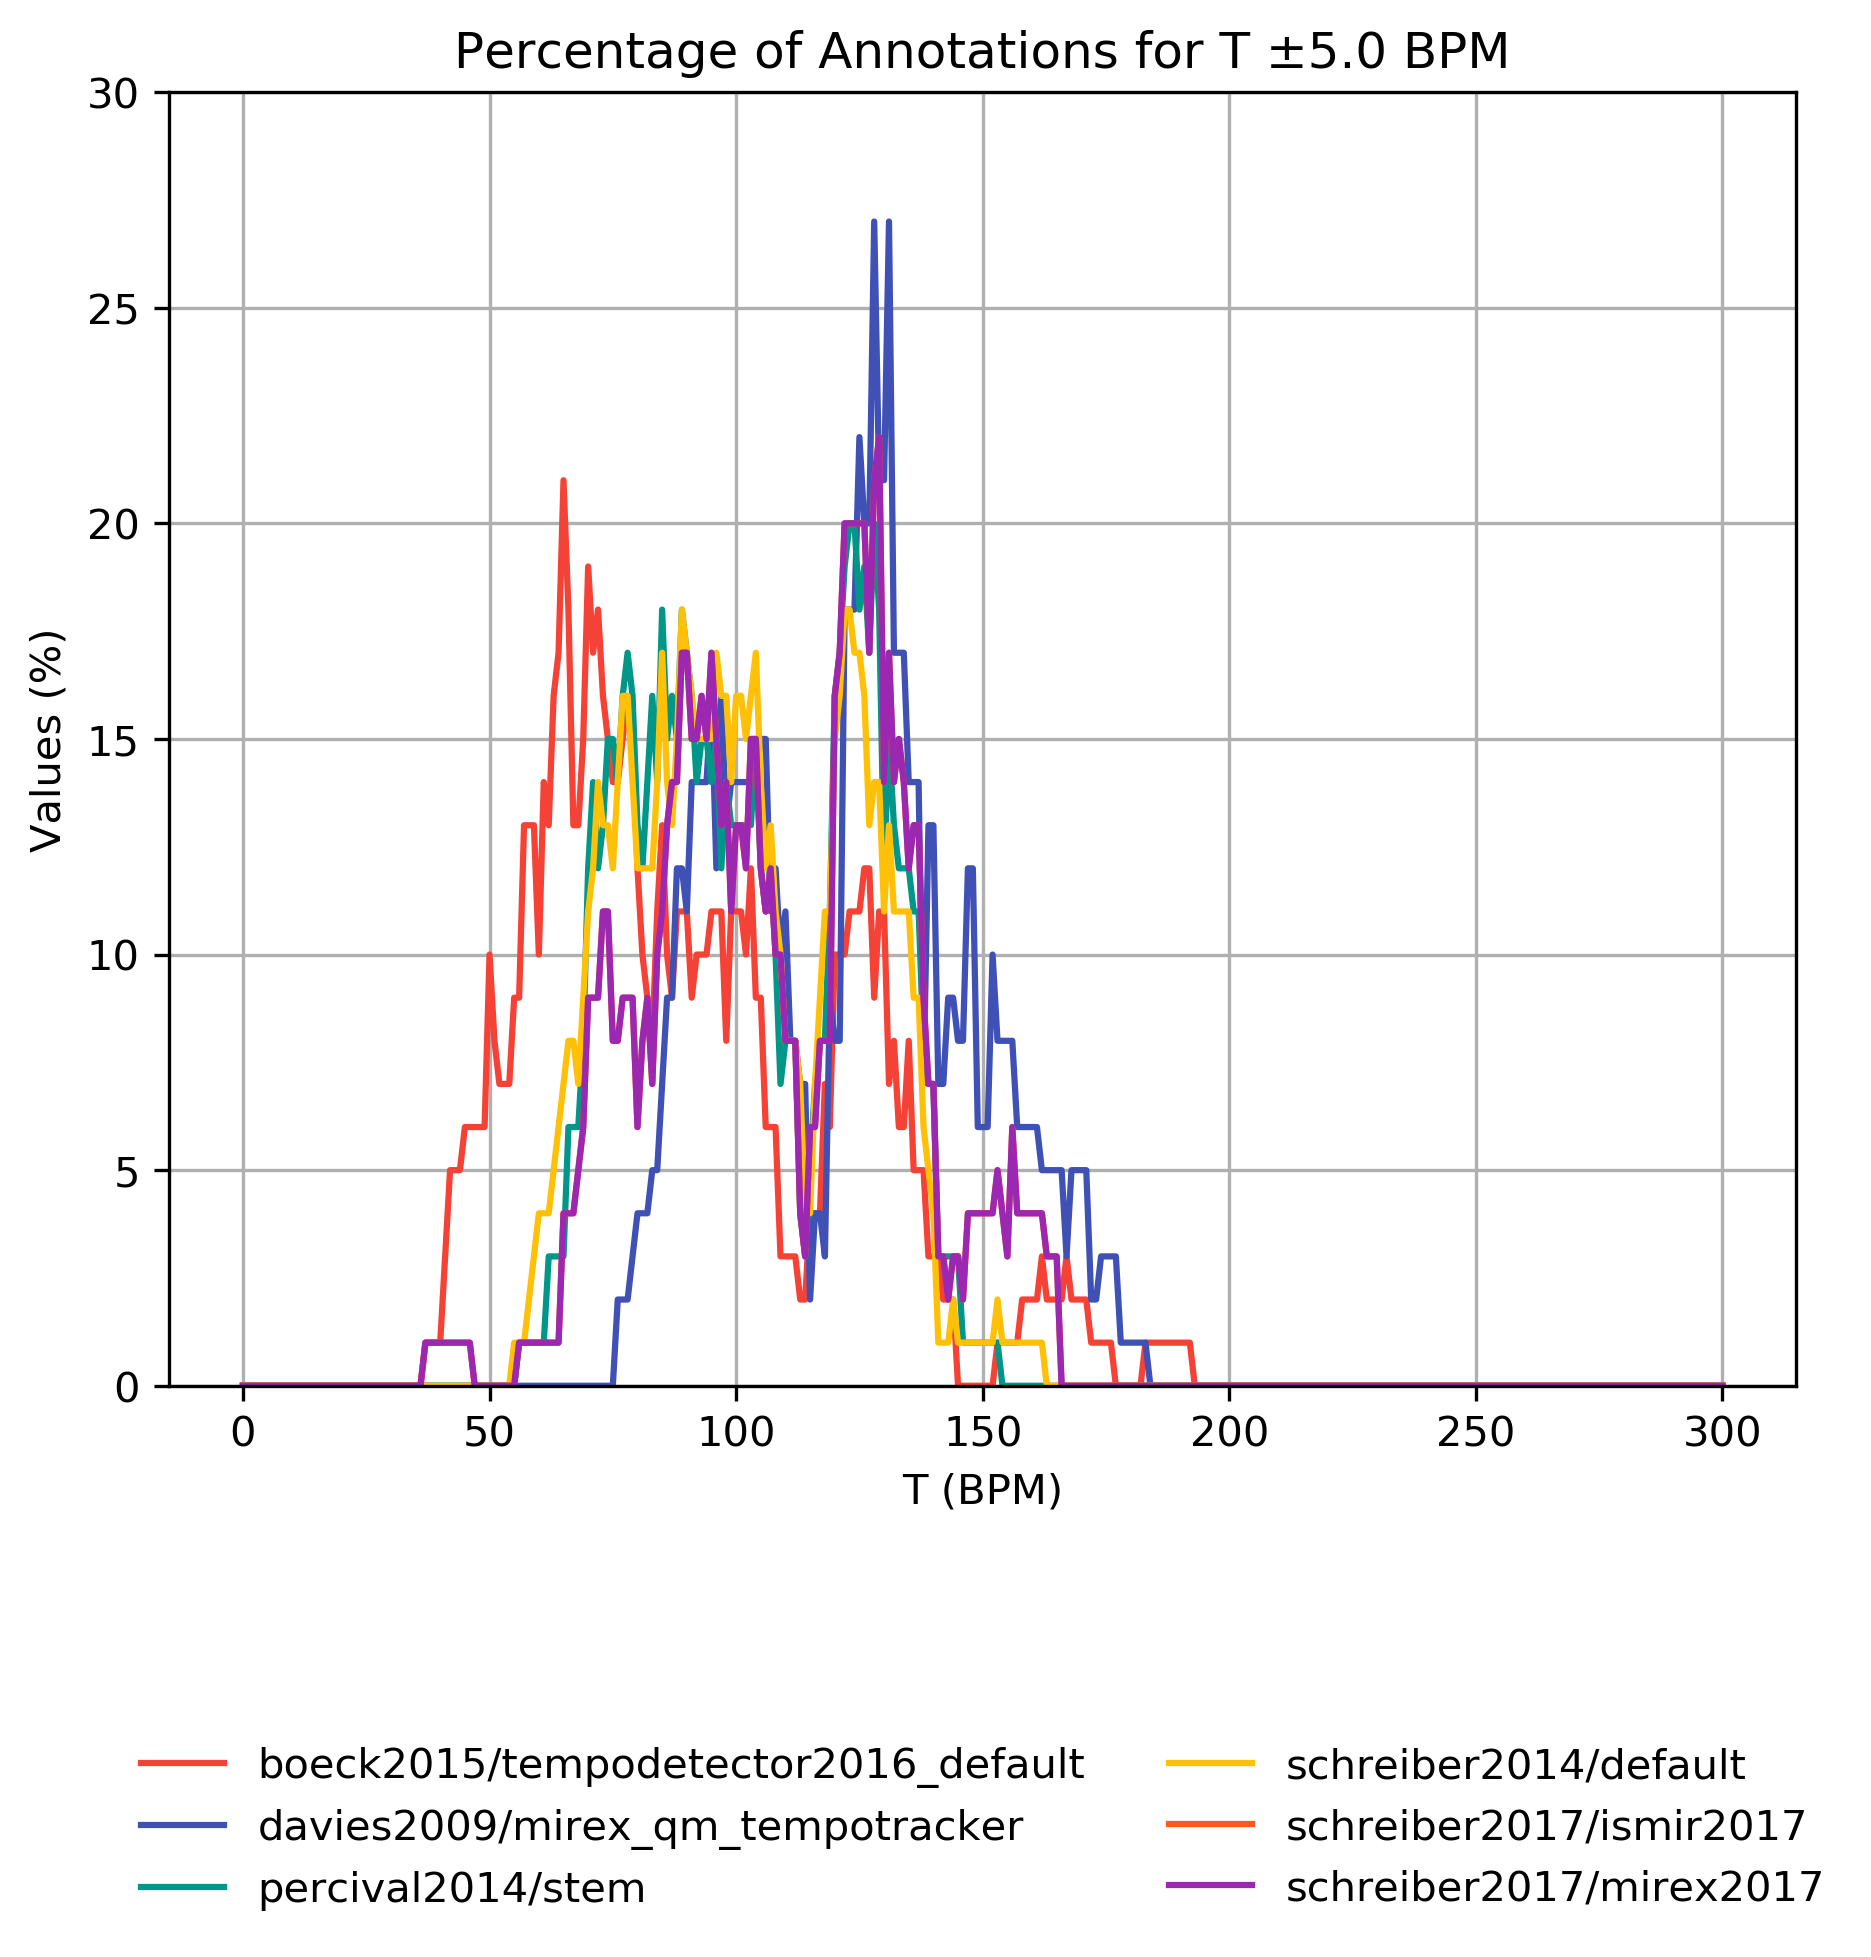 Percentage of Annotations for T ±5.0 BPM
30
25
20
15
10
5
0
Values (%)
0 50 100 150 200 250 300
T (BPM)
boeck2015/tempodetector2016_default
davies2009/mirex_qm_tempotracker
percival2014/stem
schreiber2014/default
schreiber2017/ismir2017
schreiber2017/mirex2017